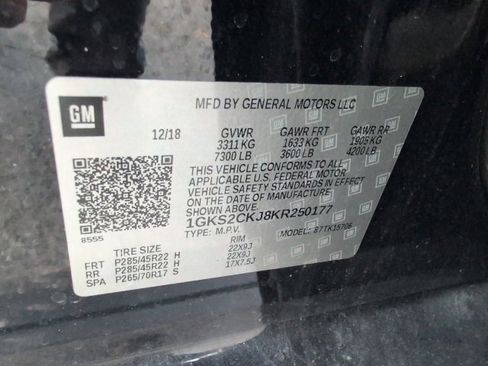 GM
MFD BY GENERAL MOTORS LLC
12/18 GVWR GAWR FRT GAWR RR
3311 KG 1633 KG 1905 KG
7300 LB 3600 LB 4200 LB
THIS VEHICLE CONFORMS TO ALL
APPLICABLE U.S. FEDERAL MOTOR
VEHICLE SAFETY STANDARDS IN EFFECT
ON THE DATE OF MANUFACTURE
SHOWN ABOVE.
1GKS2CKJ8KR250177
8555
TYPE: M.P.V. MODEL: 87TK15706
TIRE SIZE RIM
FRT P285/45R22 H 22X9J
RR P285/45R22 H 22X9J
SPA P265/70R17 S 17X7.5J